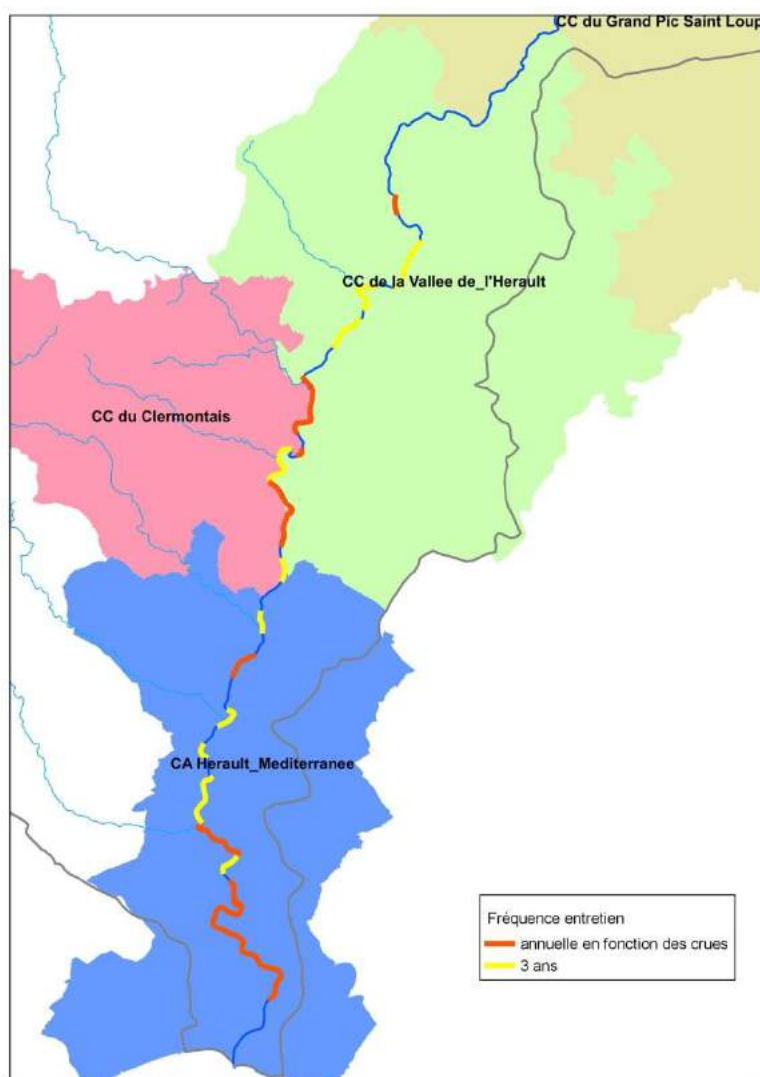 CC du Grand Pic Saint Loup
CC de la Vallee de_l'Herault
CC du Clermontais
CA Herault_Mediterranee
Fréquence entretien
annuelle en fonction des crues
3 ans